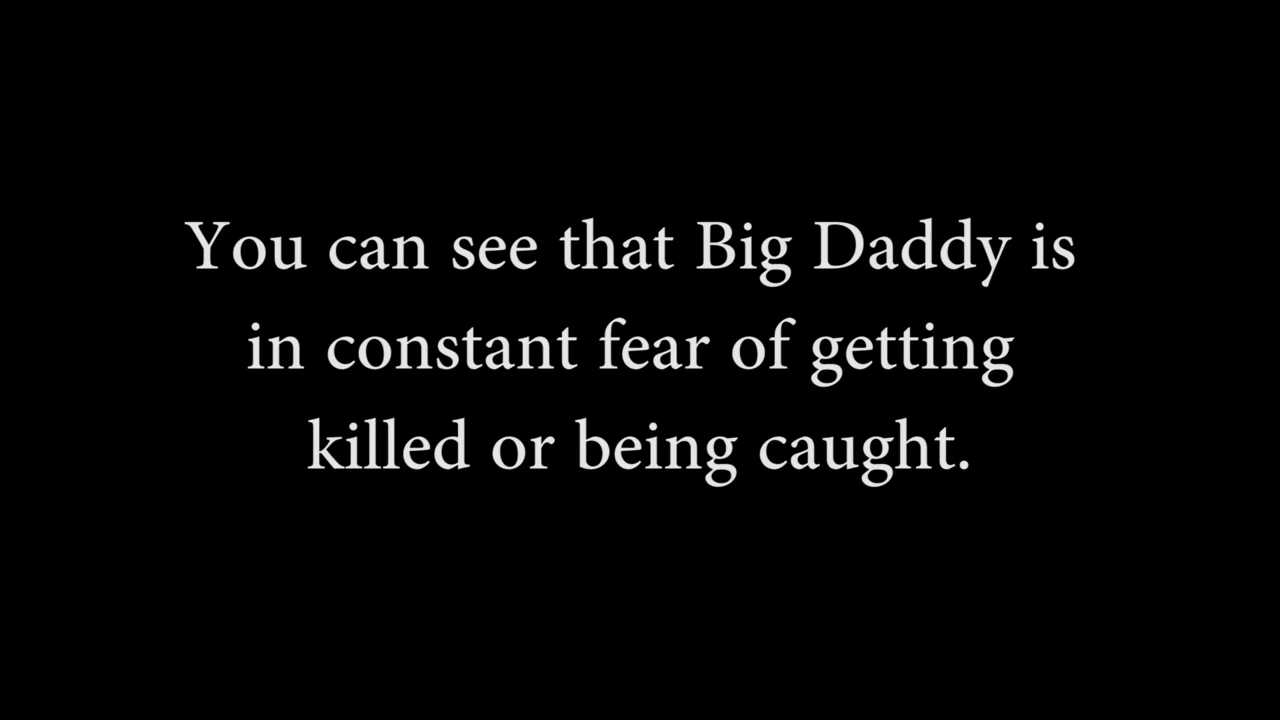 You can see that Big Daddy is
in constant fear of getting
killed or being caught.